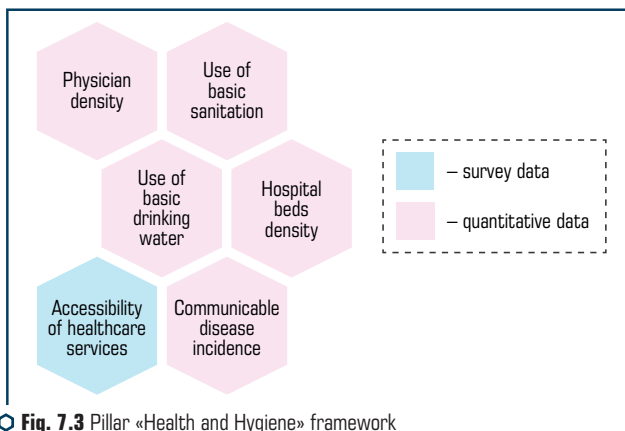 Physician
density
Use of
basic
sanitation
Use of
basic
drinking
water
Hospital
beds
density
Accessibility
of healthcare
services
Communicable
disease
incidence
– survey data
– quantitative data
Fig. 7.3 Pillar «Health and Hygiene» framework